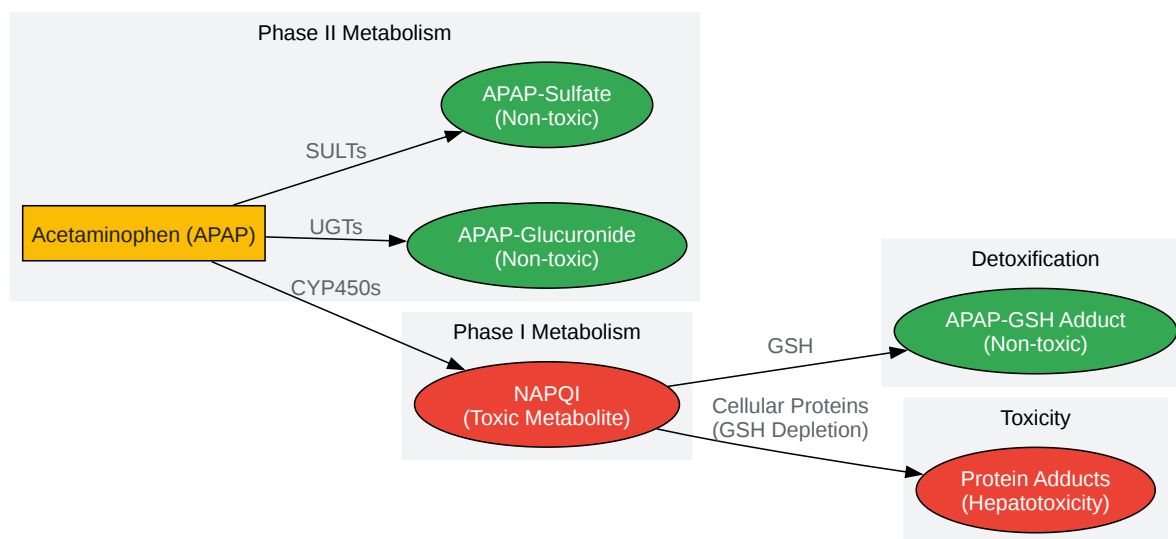 Phase II Metabolism
APAP-Sulfate
(Non-toxic)
SULTs
Acetaminophen (APAP)
UGTs
APAP-Glucuronide
(Non-toxic)
CYP450s
Detoxification
APAP-GSH Adduct
(Non-toxic)
Phase I Metabolism
GSH
NAPQI
(Toxic Metabolite)
Cellular Proteins
(GSH Depletion)
Toxicity
Protein Adducts
(Hepatotoxicity)